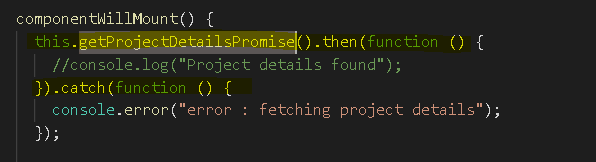 componentWillMount() {
this.getProjectDetailsPromise().then(function () {
//console.log("Project details found");
}).catch(function () {
console.error("error : fetching project details");
});